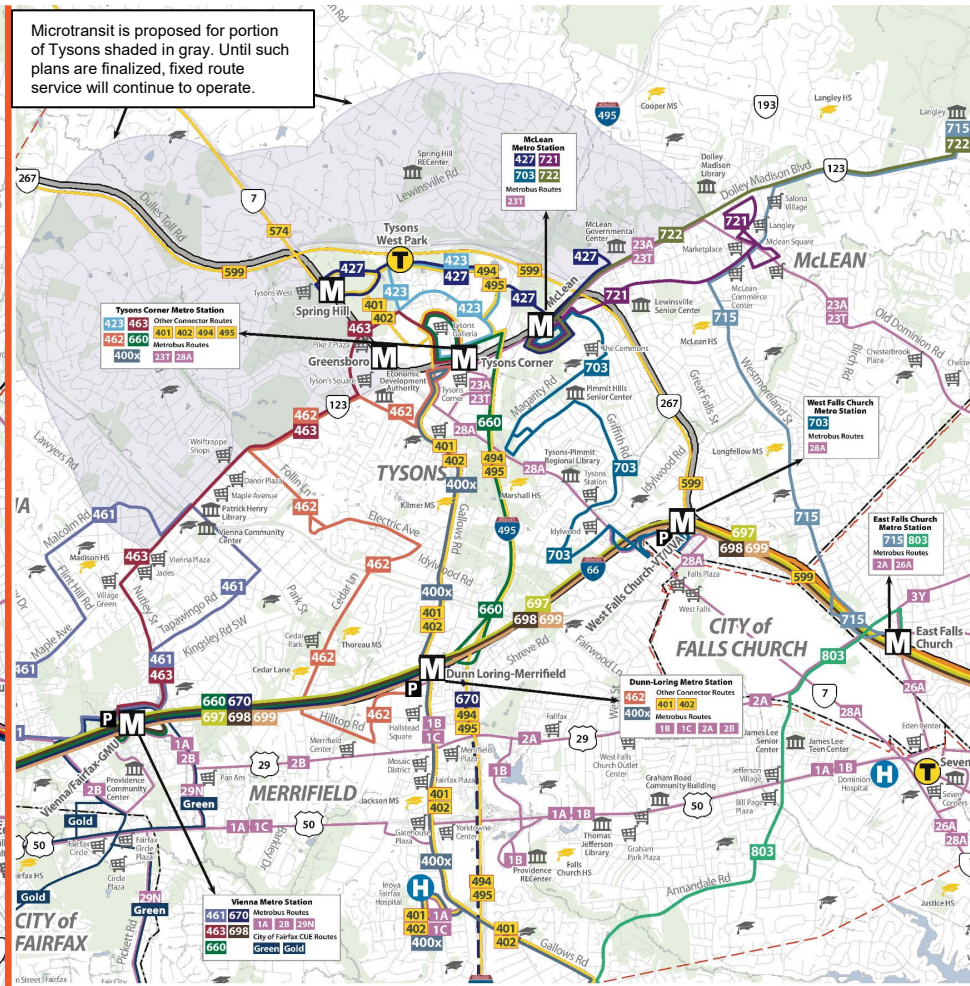 Microtransit is proposed for portion
of Tysons shaded in gray. Until such
plans are finalized, fixed route
service will continue to operate.
Cooper MS
193
Langley HS
495
Langley
715
722
Spring Hill
RECenter
Lewinsville Rd
McLean
Metro Station
427 721
703 722
Metrobus Routes
23T
Dolley
Madison
Library
Dolley Madison Blvd
123
267
Dulles Toll Rd
7
574
599
Tysons
West Park
T
McLean
Governmental
Center
23A
23T
722
721
Salona
Village
Langley
Mclean Square
Marketplace
McLEAN
Mclean
Commerce
Center
427
423
427
494
495
599
427
McLean
721
Tysons West
Spring Hill
M
423
401
402
423
427
Lewinsville
Senior
Center
McLean HS
715
23A
23T
Old Dominion Rd
Birch Rd
Chesterbrook
Plaza
Tysons Corner Metro Station
423 463 Other Connector Routes
462 660 401 402 494 495
400x Metrobus Routes
23T 28A
463
Pike 7 Plaza
Greensboro
M
Tysons
Galleria
M
Tysons Corner
M
The Commons
703
Tyson's Square
Economic
Development
Authority
Tysons
Corner
23A
23T
Magarity Rd
Pimmit Hills
Senior Center
Great Falls St
Westmoreland St
267
123
462
462
463
28A
660
Griffith Rd
West Falls Church
Metro Station
703
Metrobus Routes
28A
Lawyers Rd
Wolftrappe
Shops
401
402
TYSONS
494
495
28A
Tysons-Pimmit
Regional Library
703
Tysons
Station
Idylwood Rd
Longfellow MS
599
Follin Ln
Danor Plaza
Maple Avenue
Patrick Henry
Library
Vienna Community
Center
400x
Kilmer MS
Marshall HS
462
Malcolm Rd
461
Electric Ave
Gallows Rd
495
Idylwood
703
P
M
697
698 699
715
East Falls Church
Metro Station
715 803
Metrobus Routes
2A 26A
Madison HS
463
Vienna Plaza
Jades
Village
Green
Flint Hill Rd
Nutley St
461
Tapawingo Rd
Park St
Cedar Ln
Idylwood Rd
66
West Falls Church-VT/UVA
28A
Falls Plaza
West Falls
599
400x
401
402
660
697
698 699
Shreve Rd
3Y
Maple Ave
Kingsley Rd SW
Cedar
Park
Thoreau MS
462
Cedar Lane
CITY of
FALLS CHURCH
715
M
East Falls
Church
803
461
461
463
Fairwood Ln
M
Dunn Loring-Merrifield
P
P
M
660 670
697 698 699
Hilltop Rd
462
670
494
495
Dunn-Loring Metro Station
462 Other Connector Routes
400x 401 402
Metrobus Routes
1B 1C 2A 2B
2A
7
28A
26A
Vienna/Fairfax-GMU
1A
2B
Merrifield
Center
Halstead
Square
1B
1C
2A
Fairfax
29
Eden Center
James Lee
Senior
Center
James Lee
Teen Center
Providence
Community
Center
2B
29N
Green
Pan Am
29
2B
MERRIFIELD
Mosaic
District
Merrifield
Plaza
1B
West Falls
Church Outlet
Center
Graham Road
Community Building
Jefferson
Village
1A 1B
Dominion
Hospital
H
T
Seven
Seven
Corners
Gold
Jackson MS
Fairfax Plaza
401
402
50
Bill Page
Plaza
50
Fairfax
Circle
Fairfax
Circle
Plaza
50
1A 1C
Barkley Dr
Gatehouse
Plaza
Yorktowne
Center
1A 1B
Thomas
Jefferson
Library
Graham
Park Plaza
26A
28A
Fairfax HS
Circle
Plaza
400x
1B
Providence
RECenter
Falls
Church HS
803
Gold
29N
Green
Vienna Metro Station
461 670 Metrobus Routes
1A 2B 29N
463 698 City of Fairfax CUE Routes
660 Green Gold
Inova
Fairfax
Hospital
H
494
495
Annandale Rd
7
Justice HS
CITY of
FAIRFAX
Pickett Rd
401
402
1A
1C
400x
401
402
Gallows Rd